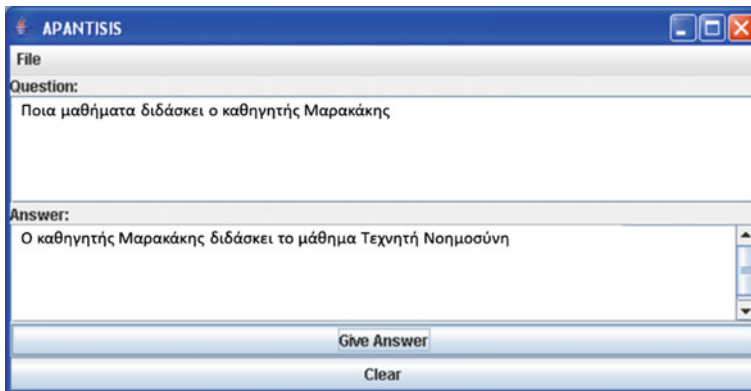 APANTISIS
File
Question:
Ποια μαθήματα διδάσκει ο καθηγητής Μαρακάκης
Answer:
Ο καθηγητής Μαρακάκης διδάσκει το μάθημα Τεχνητή Νοημοσύνη
Give Answer
Clear